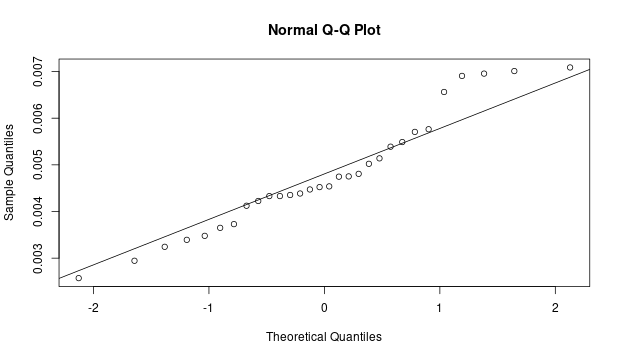 Normal Q-Q Plot
Sample Quantiles
0.007
0.006
0.005
0.004
0.003
-2 -1 0 1 2
Theoretical Quantiles